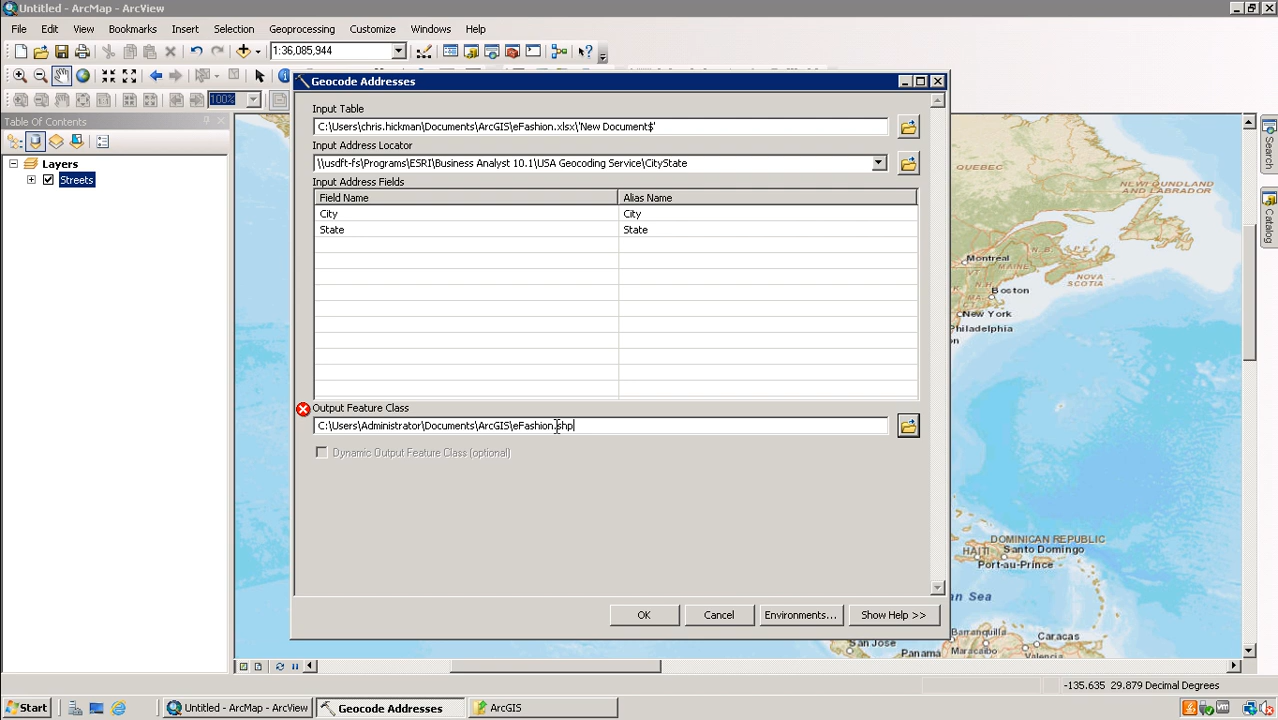 Untitled - ArcMap - ArcView
File Edit View Bookmarks Insert Selection Geoprocessing Customize Windows Help
1:36,085,944
100%
Table Of Contents
Layers
Streets
Geocode Addresses
Input Table
C:\Users\chris.hickman\Documents\ArcGIS\eFashion.xlsx\'New Document$'
Input Address Locator
\\usdft-fs\Programs\ESRI\Business Analyst 10.1\USA Geocoding Service\CityState
Input Address Fields
Field Name Alias Name
City City
State State
Output Feature Class
C:\Users\Administrator\Documents\ArcGIS\eFashion.shp
Dynamic Output Feature Class (optional)
OK Cancel Environments... Show Help >>
QUEBEC
NEWFOUNDLAND
AND LABRADOR
Montreal
MAINE
NOVA
SCOTIA
Boston
New York
Philadelphia
DOMINICAN REPUBLIC
HAITI Santo Domingo
Port-au-Prince
an Sea
Barranquilla
Maracaibo
Caracas
San José
Panama
Valencia
Search
Catalog
-135.635 29.879 Decimal Degrees
Start Untitled - ArcMap - ArcView Geocode Addresses ArcGIS